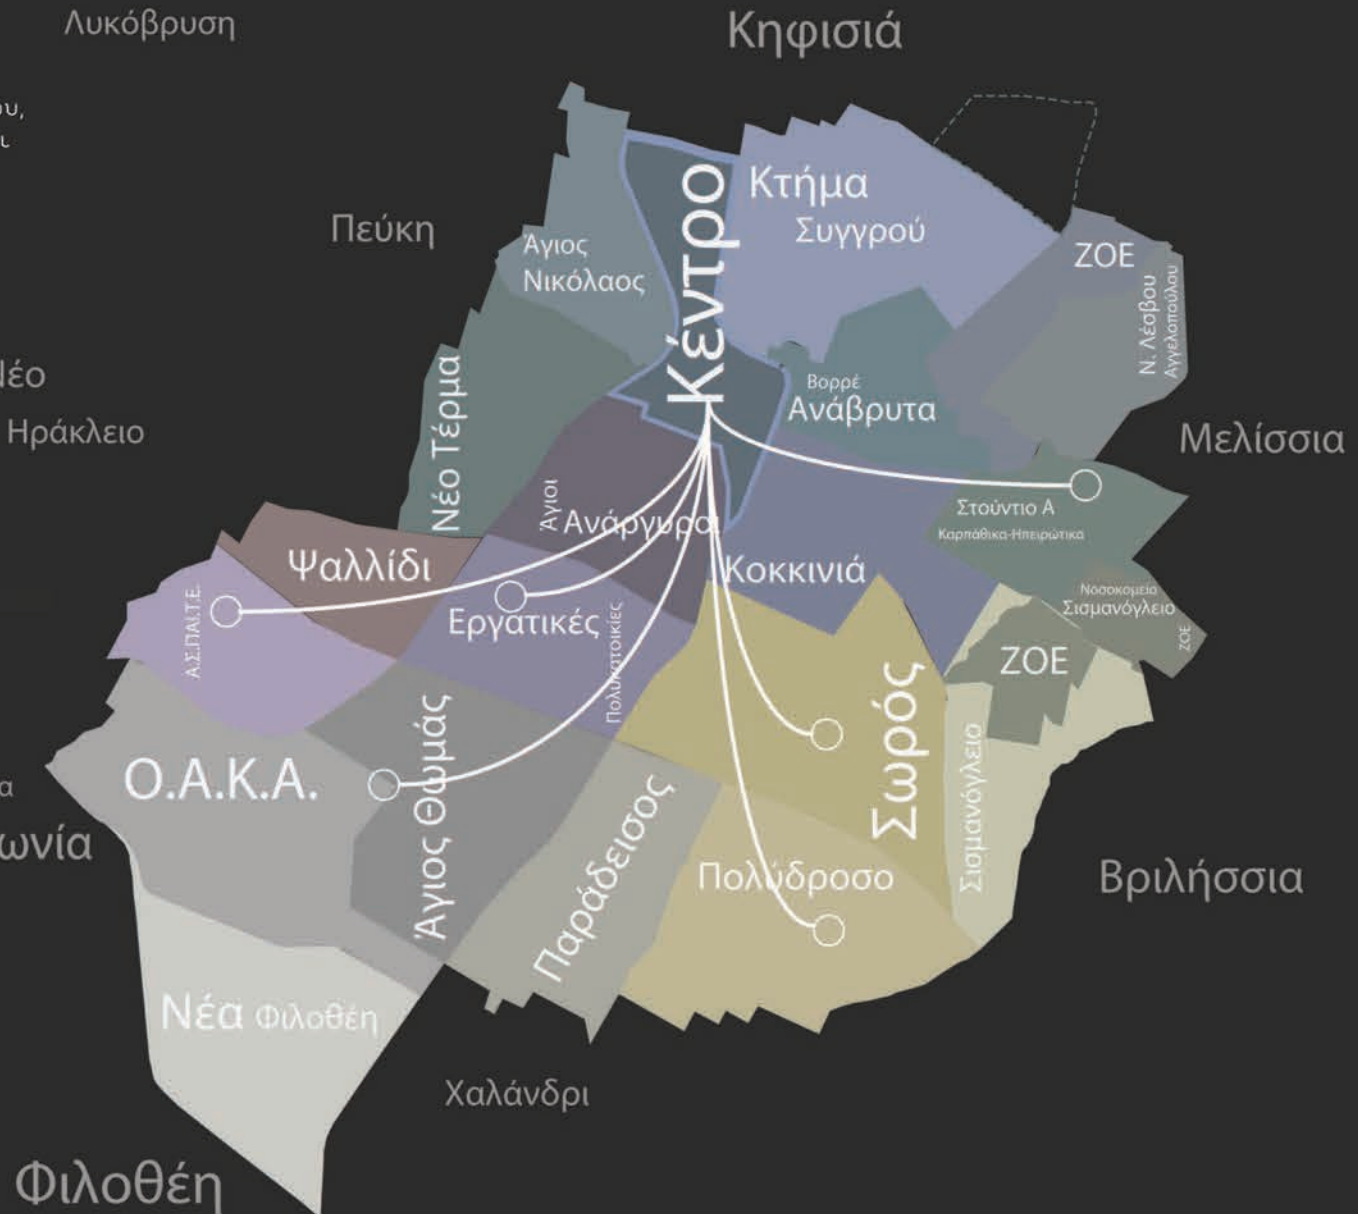 Λυκόβρυση
Κηφισιά
Πεύκη
Κέντρο
Κτήμα
Συγγρού
Άγιος
Νικόλαος
ΖΟΕ
Ν. Λέσβου
Αγγελοπούλου
Νέο Τέρμα
Βορρέ
Ανάβρυτα
Ηράκλειο
Μελίσσια
Άγιοι
Ανάργυροι
Στούντιο Α
Καρπάθικα-Ηπειρώτικα
Ψαλλίδι
Κοκκινιά
Νοσοκομείο
Σισμανόγλειο
ΖΟΕ
Α.Σ.ΠΑΙ.Τ.Ε.
Εργατικές
Πολυκατοικίες
ΖΟΕ
Σωρός
Σισμανόγλειο
Ο.Α.Κ.Α.
Άγιος Θωμάς
Παράδεισος
Πολύδροσο
Βριλήσσια
Νέα Φιλοθέη
Χαλάνδρι
Φιλοθέη